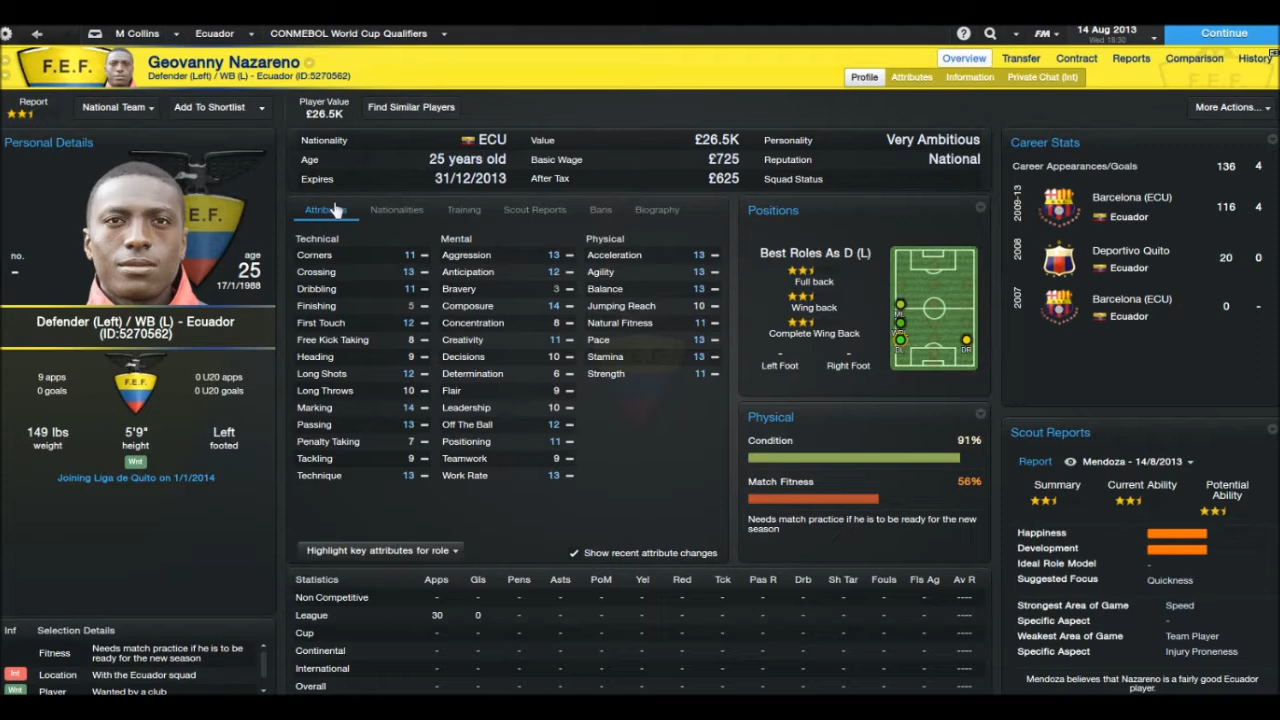 M Collins Ecuador CONMEBOL World Cup Qualifiers FM 14 Aug 2013 Continue
Wed 18:30
F.E.F. Geovanny Nazareno Overview Transfer Contract Reports Comparison History
Defender (Left) / WB (L) - Ecuador (ID:5270562) Profile Attributes Information Private Chat (Int)
Report National Team Add To Shortlist Player Value Find Similar Players More Actions...
£26.5K
Personal Details
no.
-
age
25
17/1/1988
Defender (Left) / WB (L) - Ecuador
(ID:5270562)
9 apps F.E.F. 0 U20 apps
0 goals 0 U20 goals
149 lbs 5'9" Left
weight height footed
Wnt
Joining Liga de Quito on 1/1/2014
Inf Selection Details
Fitness Needs match practice if he is to be
ready for the new season
Int Location With the Ecuador squad
Wnt Player Wanted by a club
Nationality ECU Value £26.5K Personality Very Ambitious
Age 25 years old Basic Wage £725 Reputation National
Expires 31/12/2013 After Tax £625 Squad Status
Attributes Nationalities Training Scout Reports Bans Biography
Technical Mental Physical
Corners 11 Aggression 13 Acceleration 13
Crossing 13 Anticipation 12 Agility 13
Dribbling 11 Bravery 3 Balance 13
Finishing 5 Composure 14 Jumping Reach 10
First Touch 12 Concentration 8 Natural Fitness 11
Free Kick Taking 8 Creativity 11 Pace 13
Heading 9 Decisions 10 Stamina 13
Long Shots 12 Determination 6 Strength 11
Long Throws 10 Flair 9
Marking 14 Leadership 10
Passing 13 Off The Ball 12
Penalty Taking 7 Positioning 11
Tackling 9 Teamwork 9
Technique 13 Work Rate 13
Highlight key attributes for role Show recent attribute changes
Positions
Best Roles As D (L)
Full back
Wing back
Complete Wing Back
- -
Left Foot Right Foot
ML
DL DR
Physical
Condition 91%
Match Fitness 56%
Needs match practice if he is to be ready for the new
season
Statistics Apps Gls Pens Asts PoM Yel Red Tck Pas R Drb Sh Tar Fouls Fls Ag Av R
Non Competitive - - - - - - - - - - - - - ----
League 30 0 - - - - - - - - - - - ----
Cup - - - - - - - - - - - - - ----
Continental - - - - - - - - - - - - - ----
International - - - - - - - - - - - - - ----
Overall - - - - - - - - - - - - - ----
Career Stats
Career Appearances/Goals 136 4
2009-13 Barcelona (ECU) 116 4
Ecuador
2008 Deportivo Quito 20 0
Ecuador
2007 Barcelona (ECU) 0 -
Ecuador
Scout Reports
Report Mendoza - 14/8/2013
Summary Current Ability Potential
Ability
Happiness
Development
Ideal Role Model -
Suggested Focus Quickness
Strongest Area of Game Speed
Specific Aspect -
Weakest Area of Game Team Player
Specific Aspect Injury Proneness
Mendoza believes that Nazareno is a fairly good Ecuador
player.